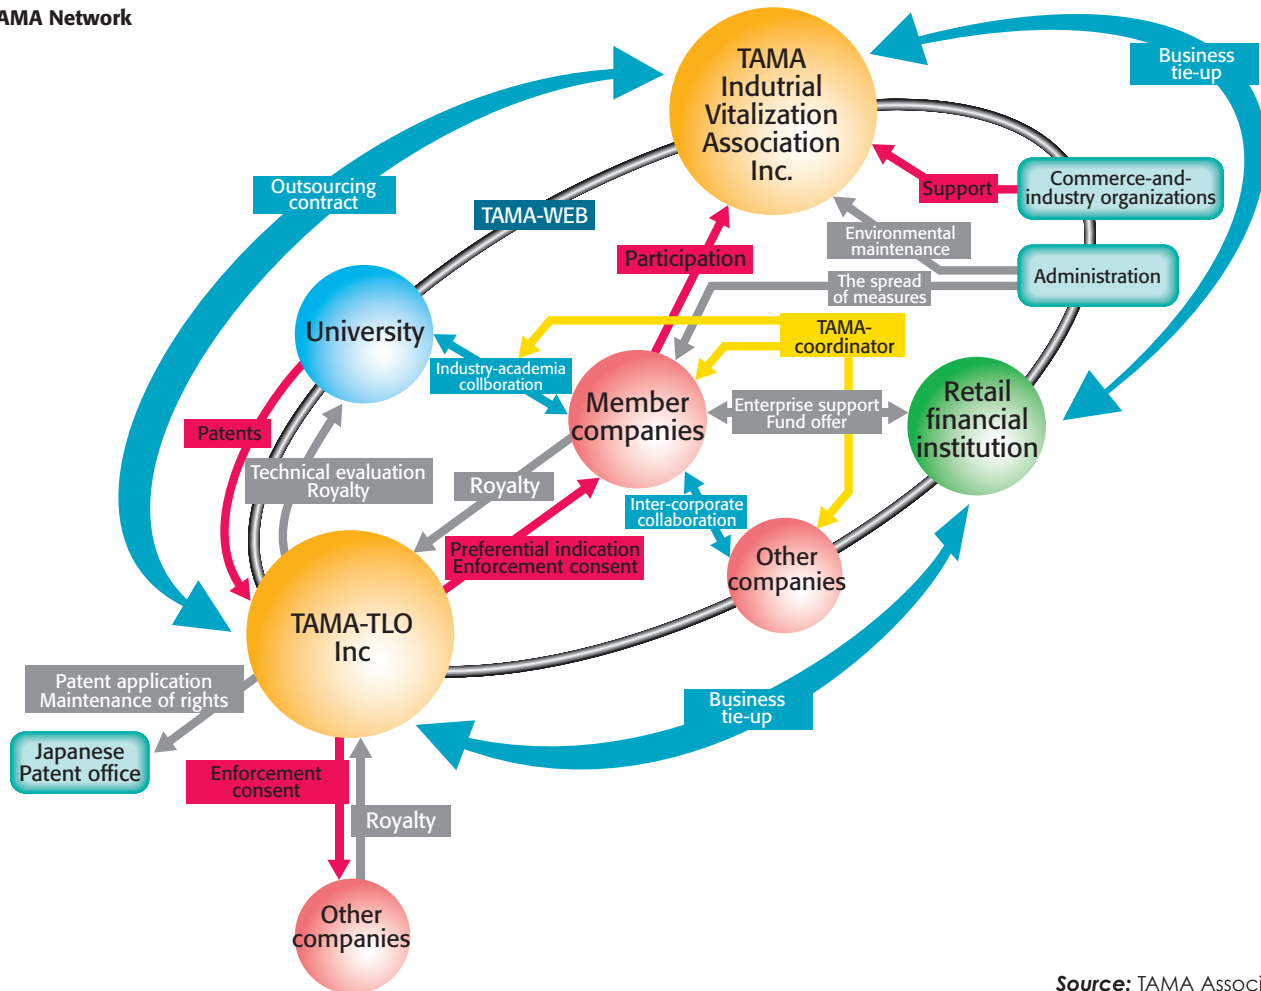 AMA Network
TAMA
Indutrial
Vitalization
Association
Inc.
Business
tie-up
Outsourcing
contract
TAMA-WEB
Support
Commerce-and-
industry organizations
Environmental
maintenance
Participation
Administration
The spread
of measures
University
TAMA-
coordinator
Industry-academia
collboration
Member
companies
Enterprise support
Fund offer
Retail
financial
institution
Patents
Technical evaluation
Royalty
Royalty
Inter-corporate
collaboration
Preferential indication
Enforcement consent
Other
companies
TAMA-TLO
Inc
Patent application
Maintenance of rights
Business
tie-up
Japanese
Patent office
Enforcement
consent
Royalty
Other
companies
Source: TAMA Associ